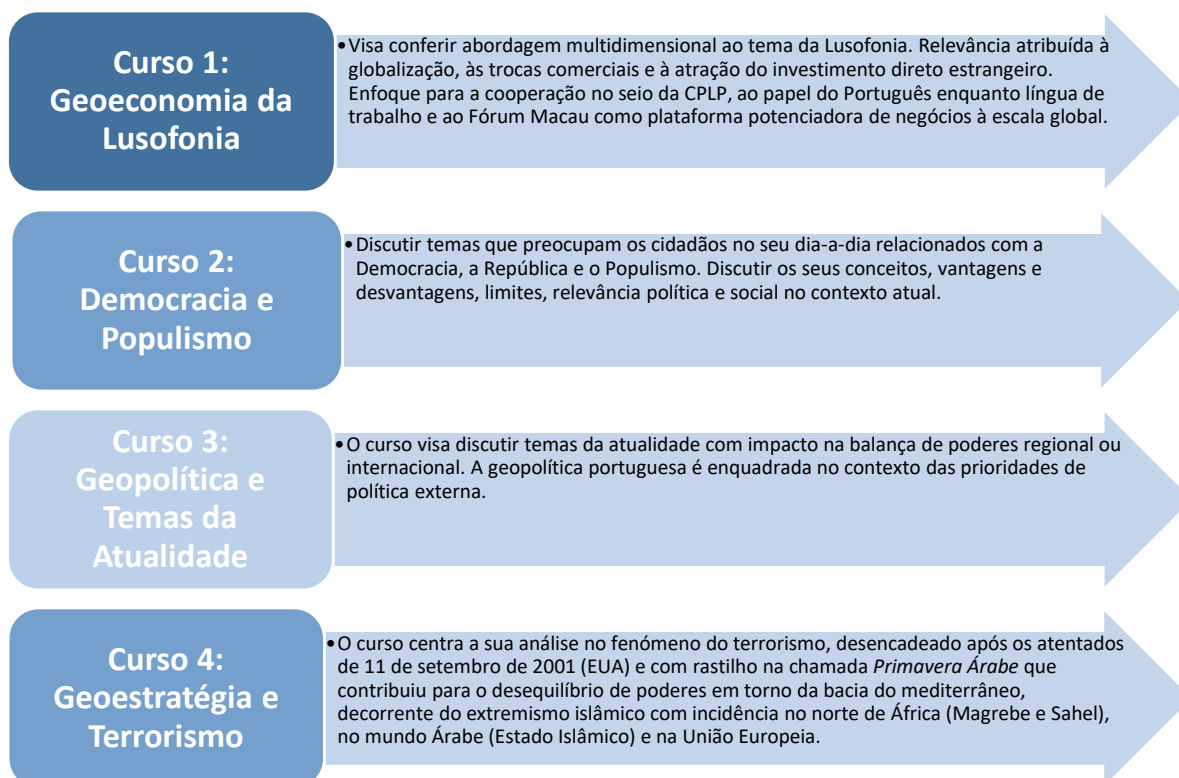 Curso 1:
Geoeconomia da
Lusofonia
•Visa conferir abordagem multidimensional ao tema da Lusofonia. Relevância atribuída à
globalização, às trocas comerciais e à atração do investimento direto estrangeiro.
Enfoque para a cooperação no seio da CPLP, ao papel do Português enquanto língua de
trabalho e ao Fórum Macau como plataforma potenciadora de negócios à escala global.
Curso 2:
Democracia e
Populismo
•Discutir temas que preocupam os cidadãos no seu dia-a-dia relacionados com a
Democracia, a República e o Populismo. Discutir os seus conceitos, vantagens e
desvantagens, limites, relevância política e social no contexto atual.
Curso 3:
Geopolítica e
Temas da
Atualidade
•O curso visa discutir temas da atualidade com impacto na balança de poderes regional ou
internacional. A geopolítica portuguesa é enquadrada no contexto das prioridades de
política externa.
Curso 4:
Geoestratégia e
Terrorismo
•O curso centra a sua análise no fenómeno do terrorismo, desencadeado após os atentados
de 11 de setembro de 2001 (EUA) e com rastilho na chamada Primavera Árabe que
contribuiu para o desequilíbrio de poderes em torno da bacia do mediterrâneo,
decorrente do extremismo islâmico com incidência no norte de África (Magrebe e Sahel),
no mundo Árabe (Estado Islâmico) e na União Europeia.